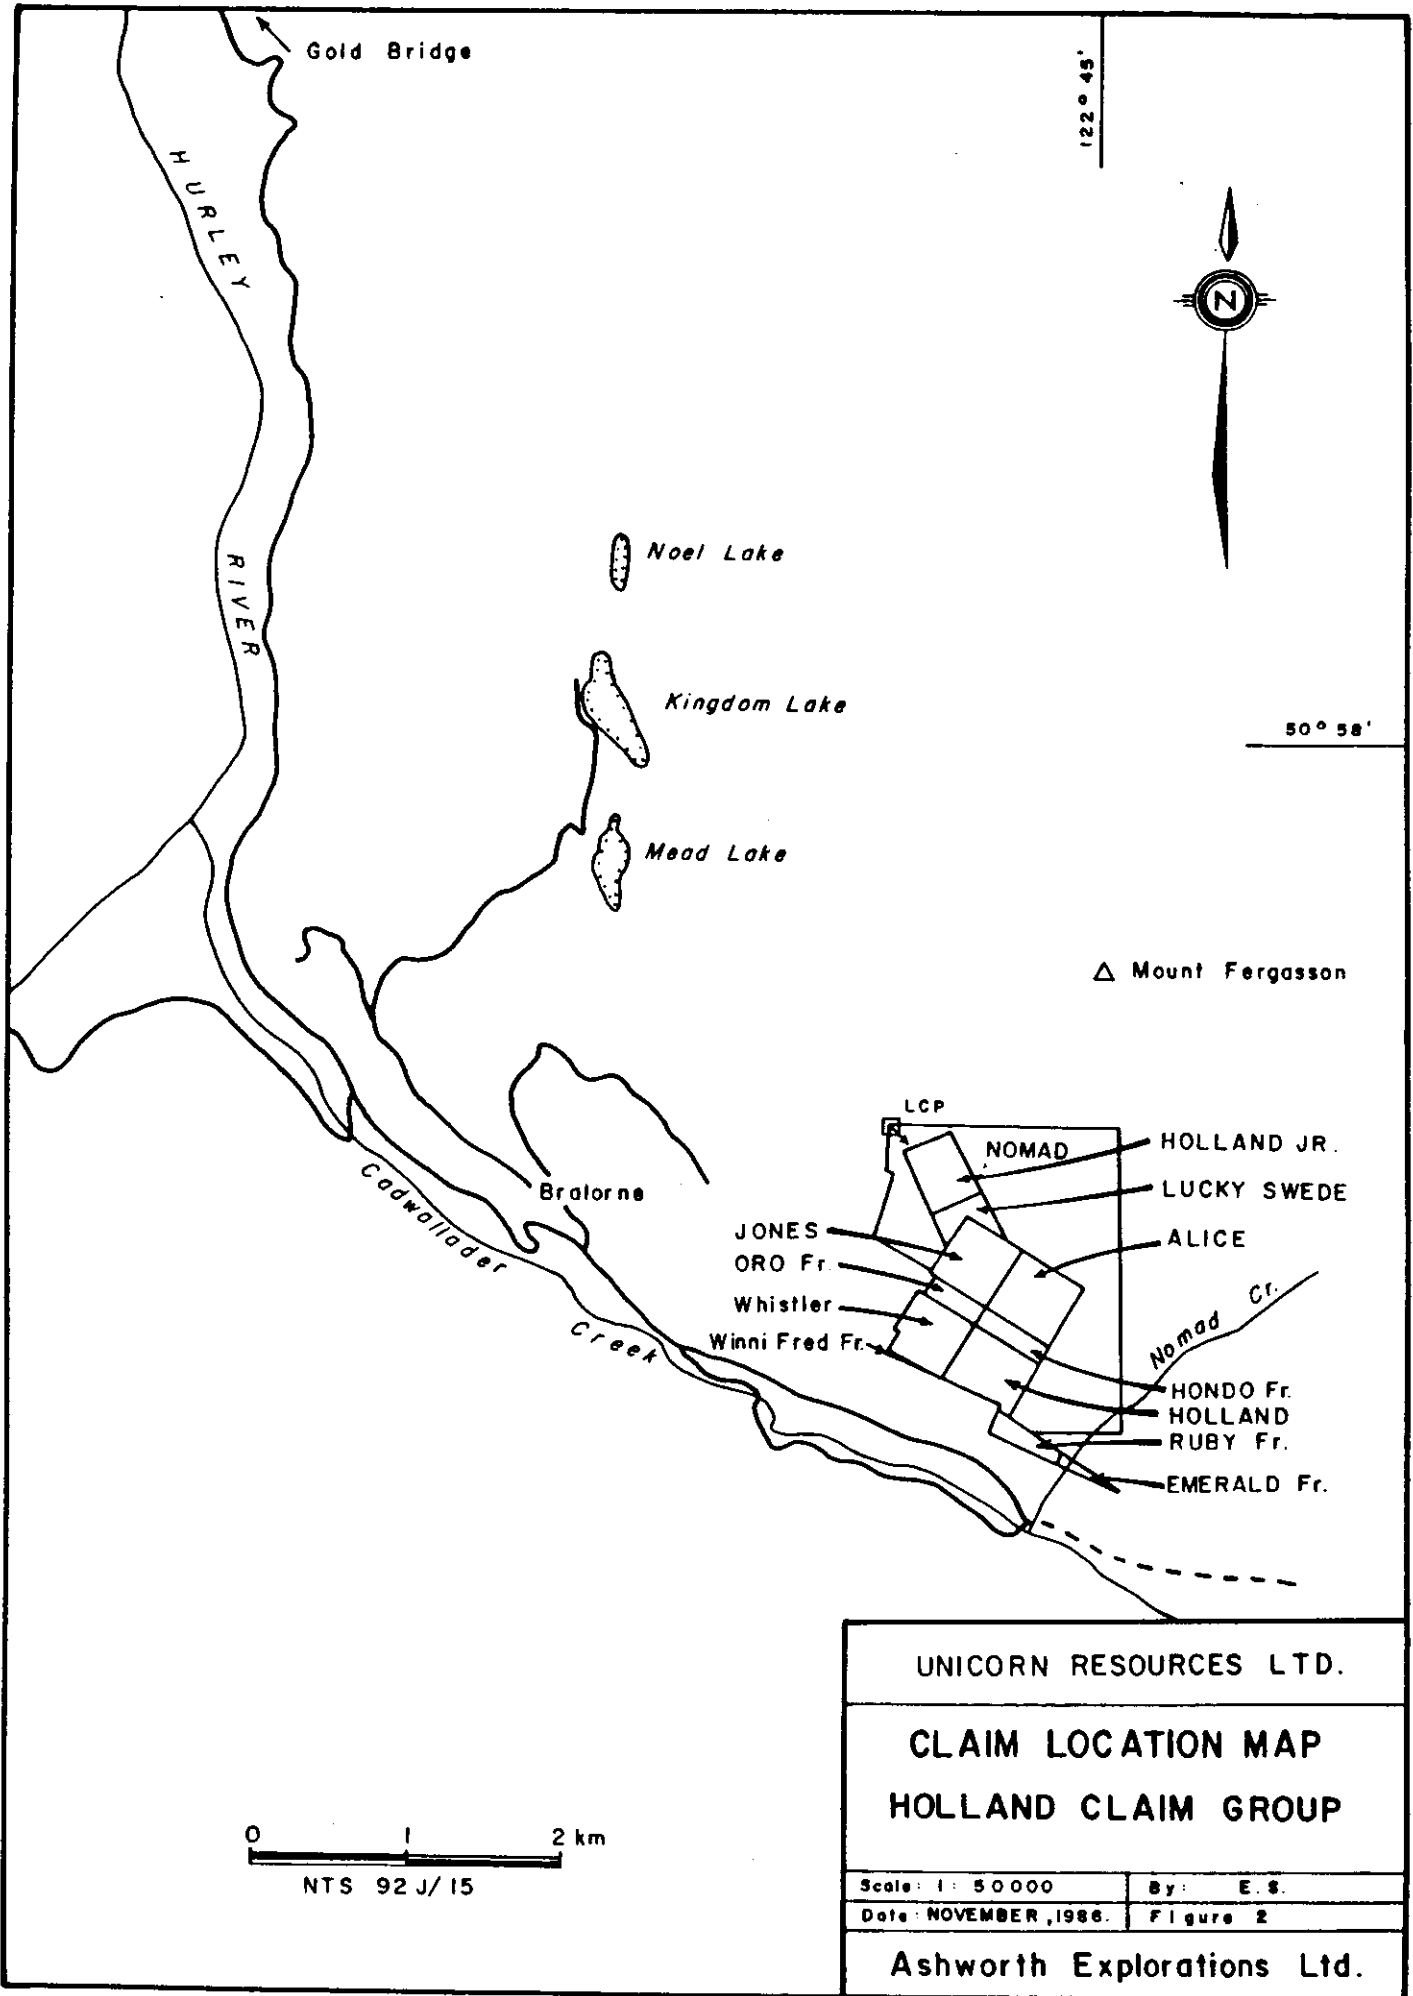 Gold Bridge
122° 45'
HURLEY
N
RIVER
Noel Lake
Kingdom Lake
50° 58'
Mead Lake
Mount Fergasson
LCP
NOMAD
HOLLAND JR.
LUCKY SWEDE
Bralorne
JONES
ALICE
ORO Fr.
Whistler
Winni Fred Fr.
Cadwallader
Creek
Nomad Cr.
HONDO Fr.
HOLLAND
RUBY Fr.
EMERALD Fr.
UNICORN RESOURCES LTD.
CLAIM LOCATION MAP
HOLLAND CLAIM GROUP
0 1 2 km
NTS 92 J/15
Scale: 1: 50000
By: E.S.
Date: NOVEMBER, 1986.
Figure 2
Ashworth Explorations Ltd.